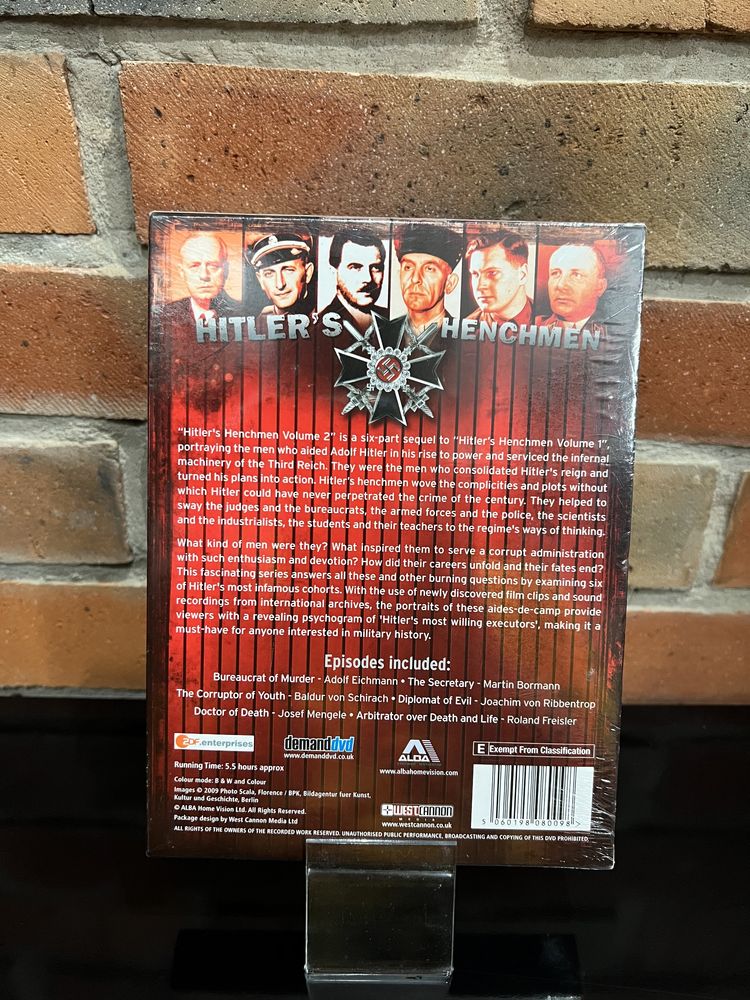 HITLER'S HENCHMEN
"Hitler's Henchmen Volume 2" is a six-part sequel to "Hitler's Henchmen Volume 1",
portraying the men who aided Adolf Hitler in his rise to power and serviced the infernal
machinery of the Third Reich. They were the men who consolidated Hitler's reign and
turned his plans into action. Hitler's henchmen wove the complicities and plots without
which Hitler could have never perpetrated the crime of the century. They helped to
sway the judges and the bureaucrats, the armed forces and the police, the scientists
and the industrialists, the students and their teachers to the regime's ways of thinking.
What kind of men were they? What inspired them to serve a corrupt administration
with such enthusiasm and devotion? How did their careers unfold and their fates end?
This fascinating series answers all these and other burning questions by examining six
of Hitler's most infamous cohorts. With the use of newly discovered film clips and sound
recordings from international archives, the portraits of these aides-de-camp provide
viewers with a revealing psychogram of 'Hitler's most willing executors', making it a
must-have for anyone interested in military history.
Episodes included:
Bureaucrat of Murder - Adolf Eichmann • The Secretary - Martin Bormann
The Corruptor of Youth - Baldur von Schirach • Diplomat of Evil - Joachim von Ribbentrop
Doctor of Death - Josef Mengele • Arbitrator over Death and Life - Roland Freisler
ZDF.enterprises
demanddvd
www.demanddvd.co.uk
ALBA
www.albahomevision.com
E Exempt From Classification
Running Time: 5.5 hours approx
Colour mode: B & W and Colour
Images © 2009 Photo Scala, Florence / BPK, Bildagentur fuer Kunst,
Kultur und Geschichte, Berlin
© ALBA Home Vision Ltd. All Rights Reserved.
Package design by West Cannon Media Ltd
WESTCANNON
MEDIA
www.westcannon.co.uk
5 060198 080098 >
ALL RIGHTS OF THE OWNERS OF THE RECORDED WORK RESERVED. UNAUTHORISED PUBLIC PERFORMANCE, BROADCASTING AND COPYING OF THIS DVD PROHIBITED.